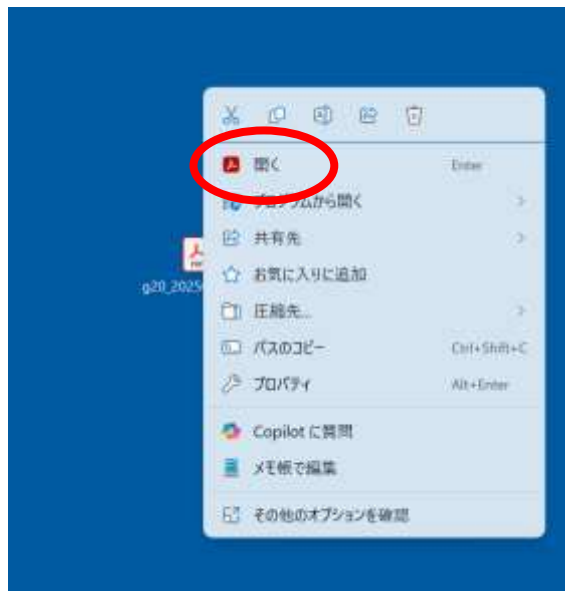 開く Enter
プログラムから開く
共有先
g20_2025
お気に入りに追加
圧縮先...
パスのコピー Ctrl+Shift+C
プロパティ Alt+Enter
Copilot に質問
メモ帳で編集
その他のオプションを確認